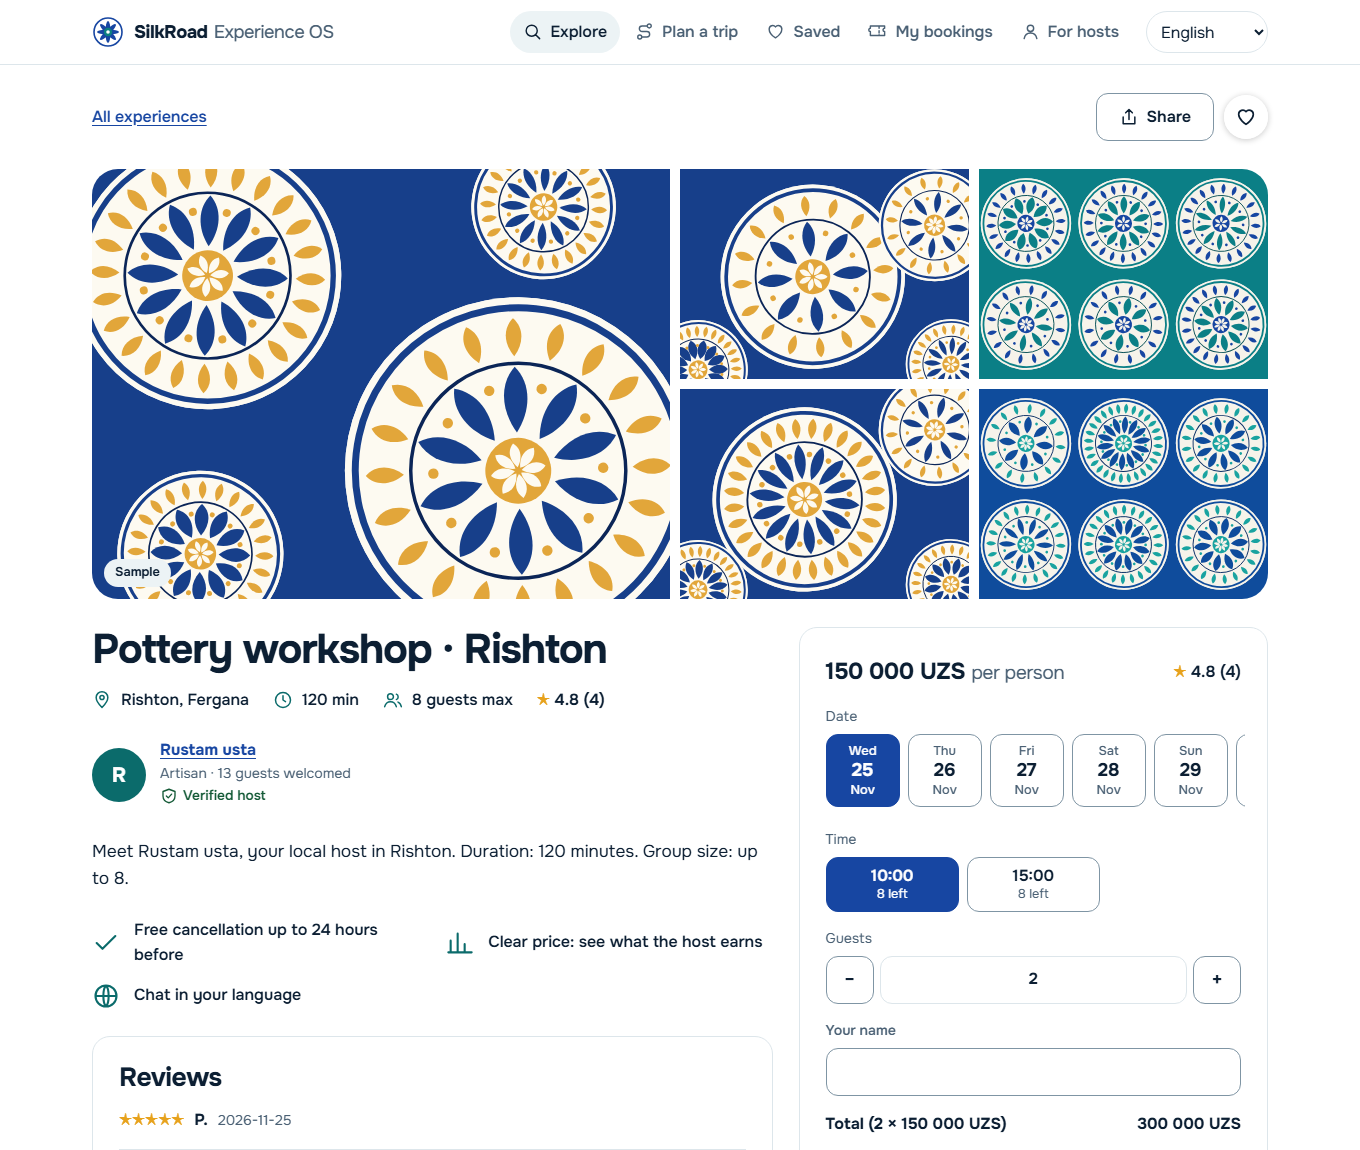 SilkRoad Experience OS
Explore
Plan a trip
Saved
My bookings
For hosts
English
All experiences
Share
Sample
Pottery workshop · Rishton
Rishton, Fergana
120 min
8 guests max
★ 4.8 (4)
R
Rustam usta
Artisan · 13 guests welcomed
Verified host
Meet Rustam usta, your local host in Rishton. Duration: 120 minutes. Group size: up
to 8.
Free cancellation up to 24 hours
before
Clear price: see what the host earns
Chat in your language
Reviews
★★★★★ P. 2026-11-25
150 000 UZS per person
★ 4.8 (4)
Date
Wed
25
Nov
Thu
26
Nov
Fri
27
Nov
Sat
28
Nov
Sun
29
Nov
Time
10:00
8 left
15:00
8 left
Guests
− 2 +
Your name
Total (2 × 150 000 UZS) 300 000 UZS